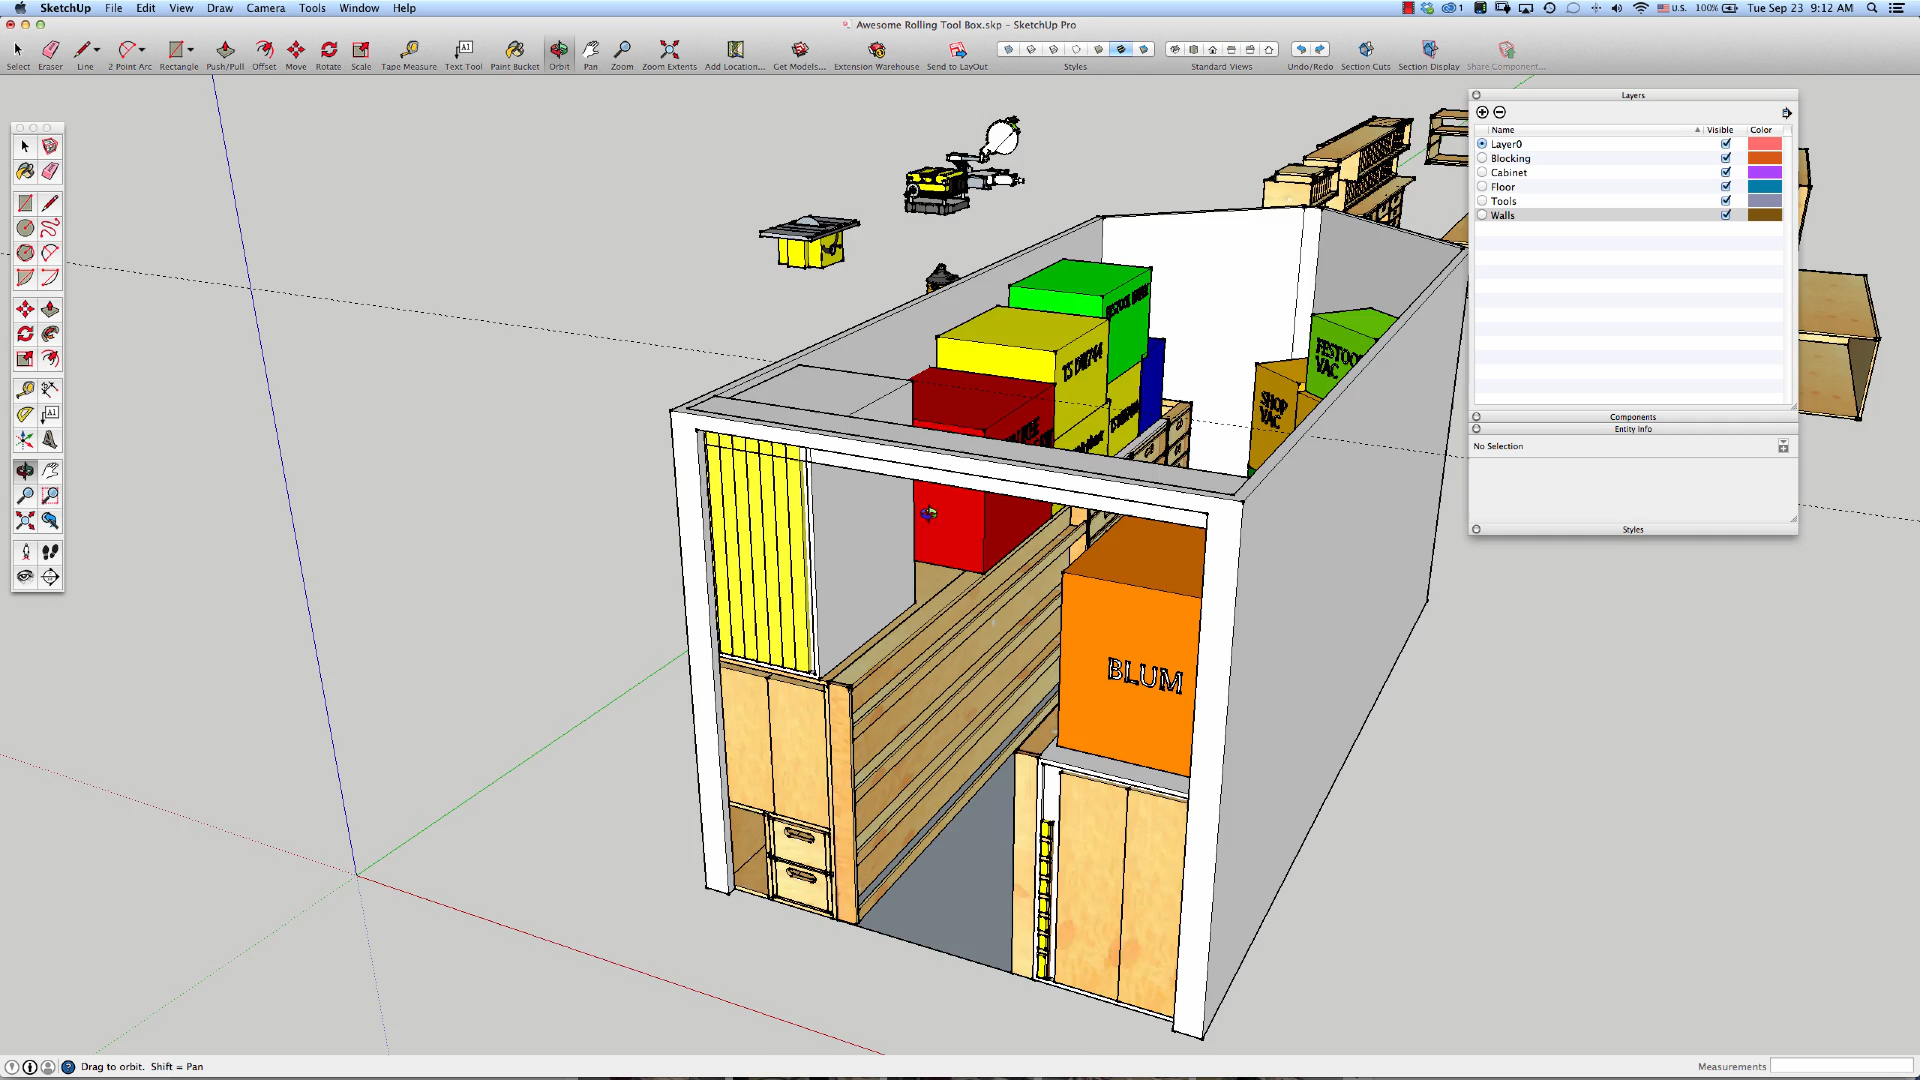 SketchUp File Edit View Draw Camera Tools Window Help
1 U.S. 100% Tue Sep 23 9:12 AM
Awesome Rolling Tool Box.skp - SketchUp Pro
Select Eraser Line 2 Point Arc Rectangle Push/Pull Offset Move Rotate Scale Tape Measure Text Tool Paint Bucket Orbit Pan Zoom Zoom Extents Add Location... Get Models... Extension Warehouse Send to LayOut Styles Standard Views Undo/Redo Section Cuts Section Display Share Component...
Layers
Name Visible Color
Layer0
Blocking
Cabinet
Floor
Tools
Walls
Components
Entity Info
No Selection
Styles
FESTOOL
VAC
SHOP
VAC
BLUM
Drag to orbit. Shift = Pan
Measurements